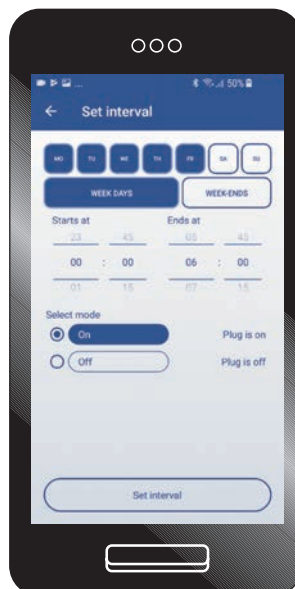 ... 50%
← Set interval
MO TU WE TH FR SA SU
WEEK DAYS WEEK-ENDS
Starts at Ends at
23 45 05 45
00 : 00 06 : 00
01 15 07 15
Select mode
On Plug is on
Off Plug is off
Set interval